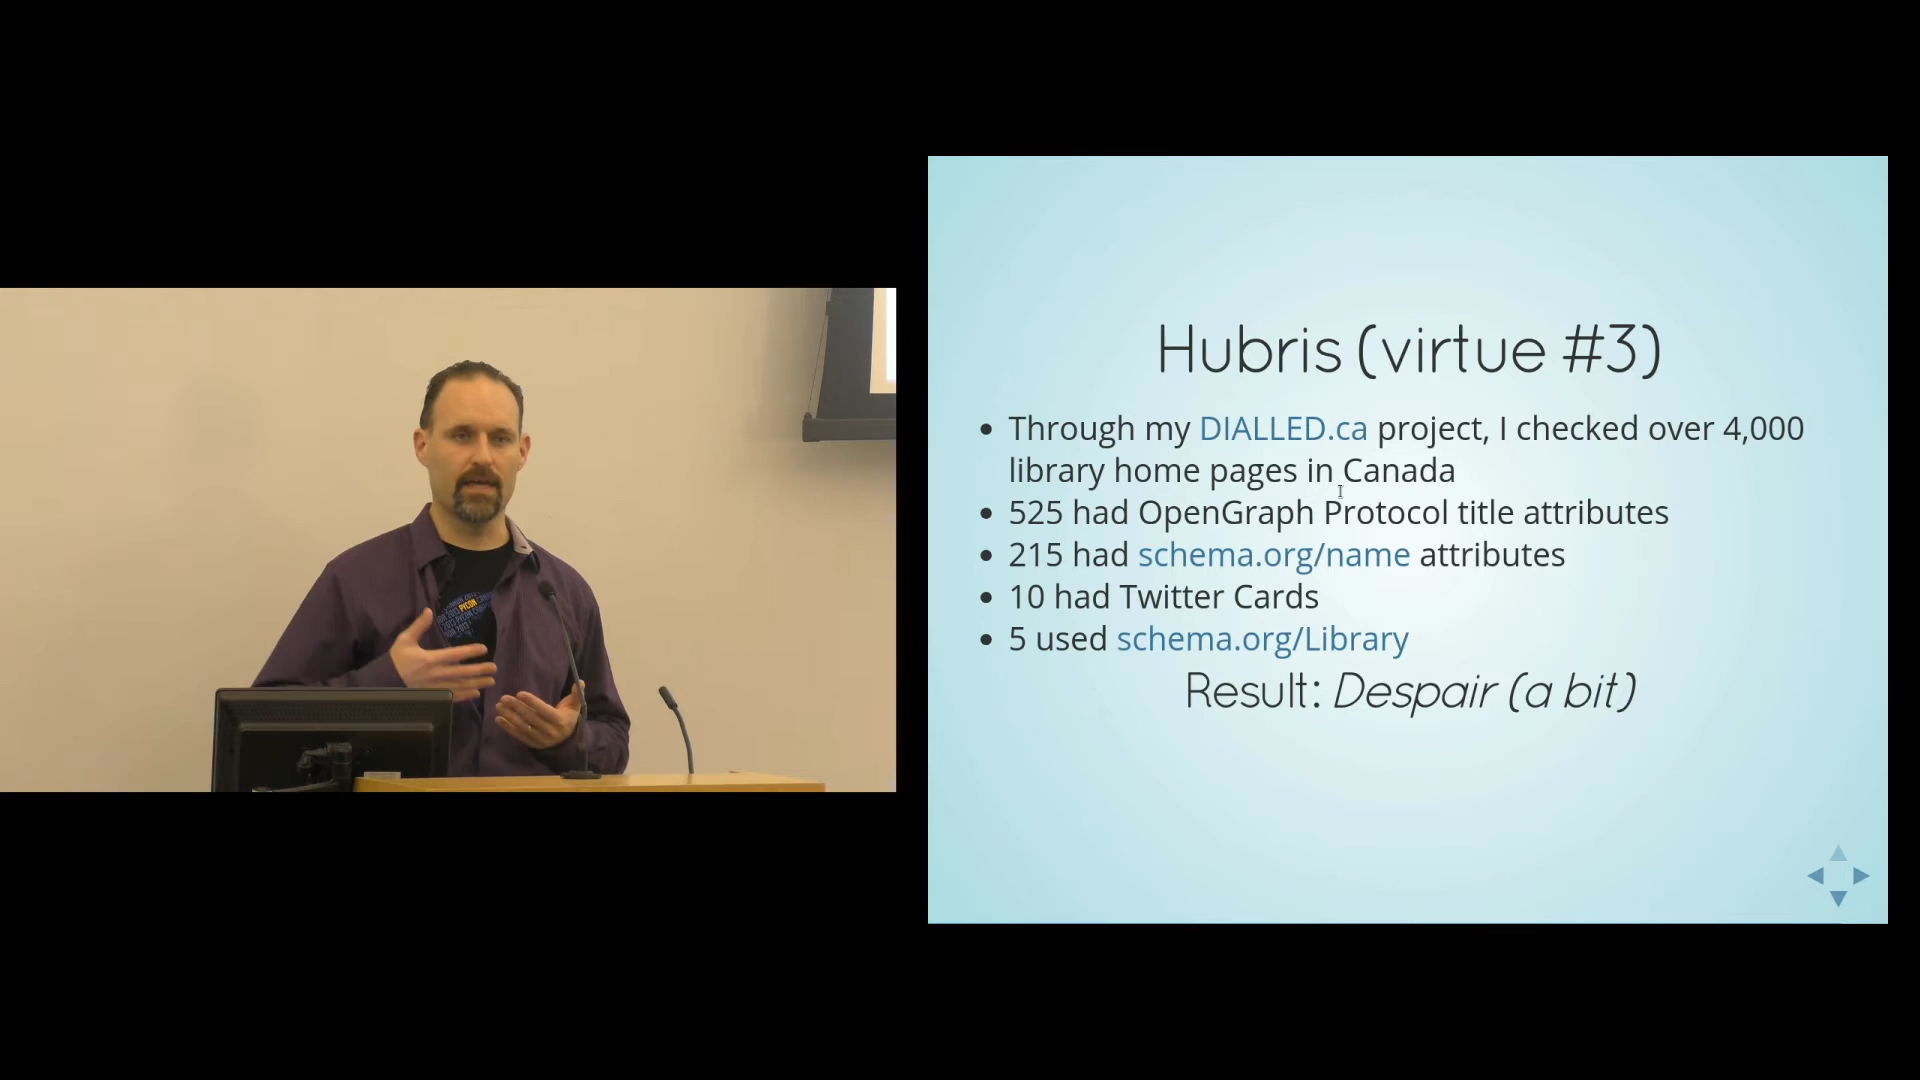 Hubris (virtue #3)
• Through my DIALLED.ca project, I checked over 4,000
library home pages in Canada
• 525 had OpenGraph Protocol title attributes
• 215 had schema.org/name attributes
• 10 had Twitter Cards
• 5 used schema.org/Library
Result: Despair (a bit)
PYCON